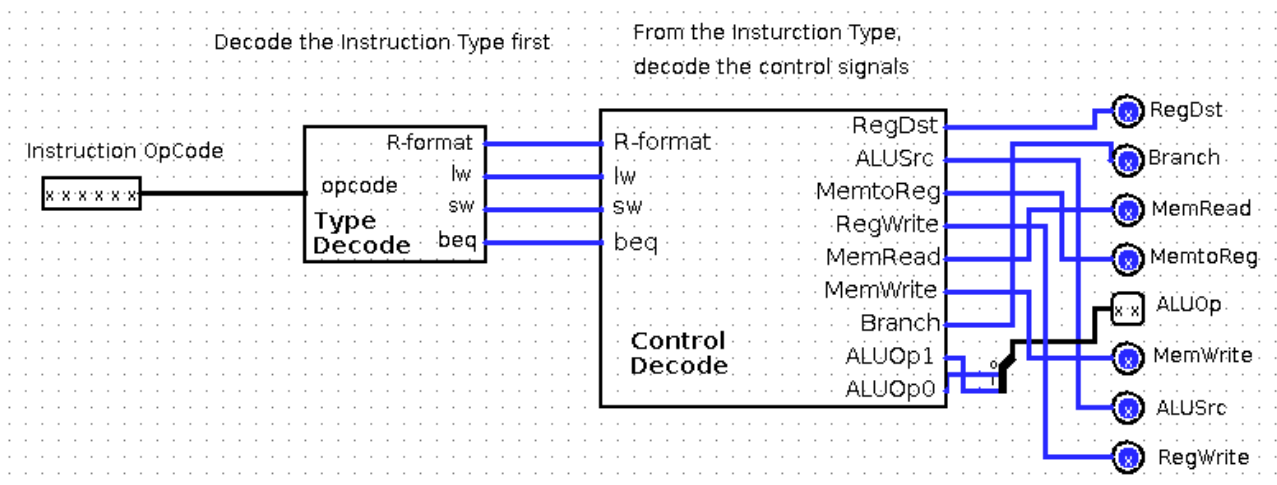 Decode the Instruction Type first
From the Insturction Type,
decode the control signals
Instruction OpCode
x x x x x x
R-format
lw
opcode
sw
Type
Decode
beq
R-format
lw
sw
beq
Control
Decode
RegDst
ALUSrc
MemtoReg
RegWrite
MemRead
MemWrite
Branch
ALUOp1
ALUOp0
0
1
x
RegDst
x
Branch
x
MemRead
x
MemtoReg
x x
ALUOp
x
MemWrite
x
ALUSrc
x
RegWrite